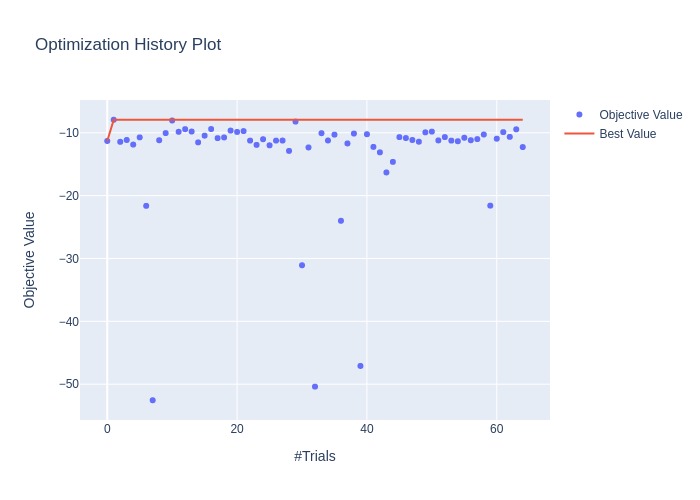 Optimization History Plot
Objective Value
Best Value
−10
−20
−30
−40
−50
Objective Value
0
20
40
60
#Trials